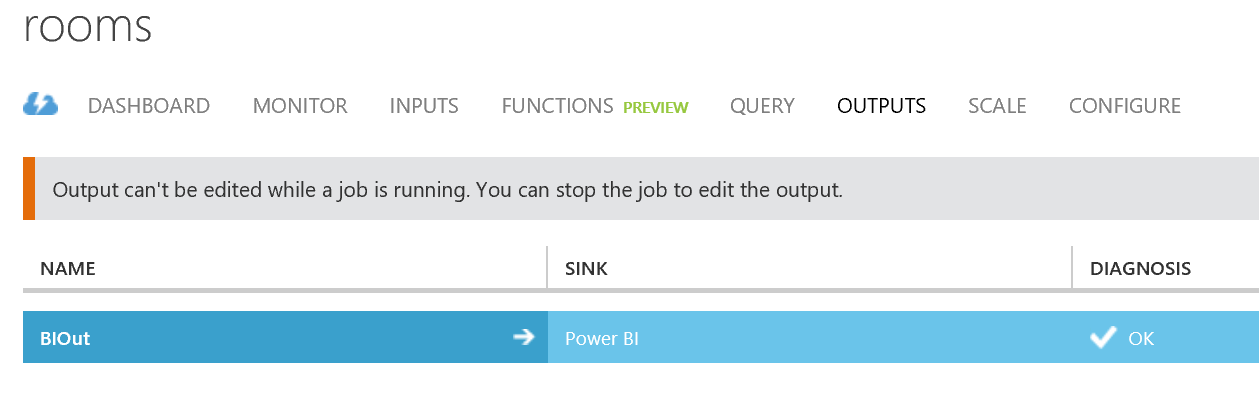 rooms
DASHBOARD MONITOR INPUTS FUNCTIONS PREVIEW QUERY OUTPUTS SCALE CONFIGURE
Output can't be edited while a job is running. You can stop the job to edit the output.
NAME SINK DIAGNOSIS
BIOut Power BI OK